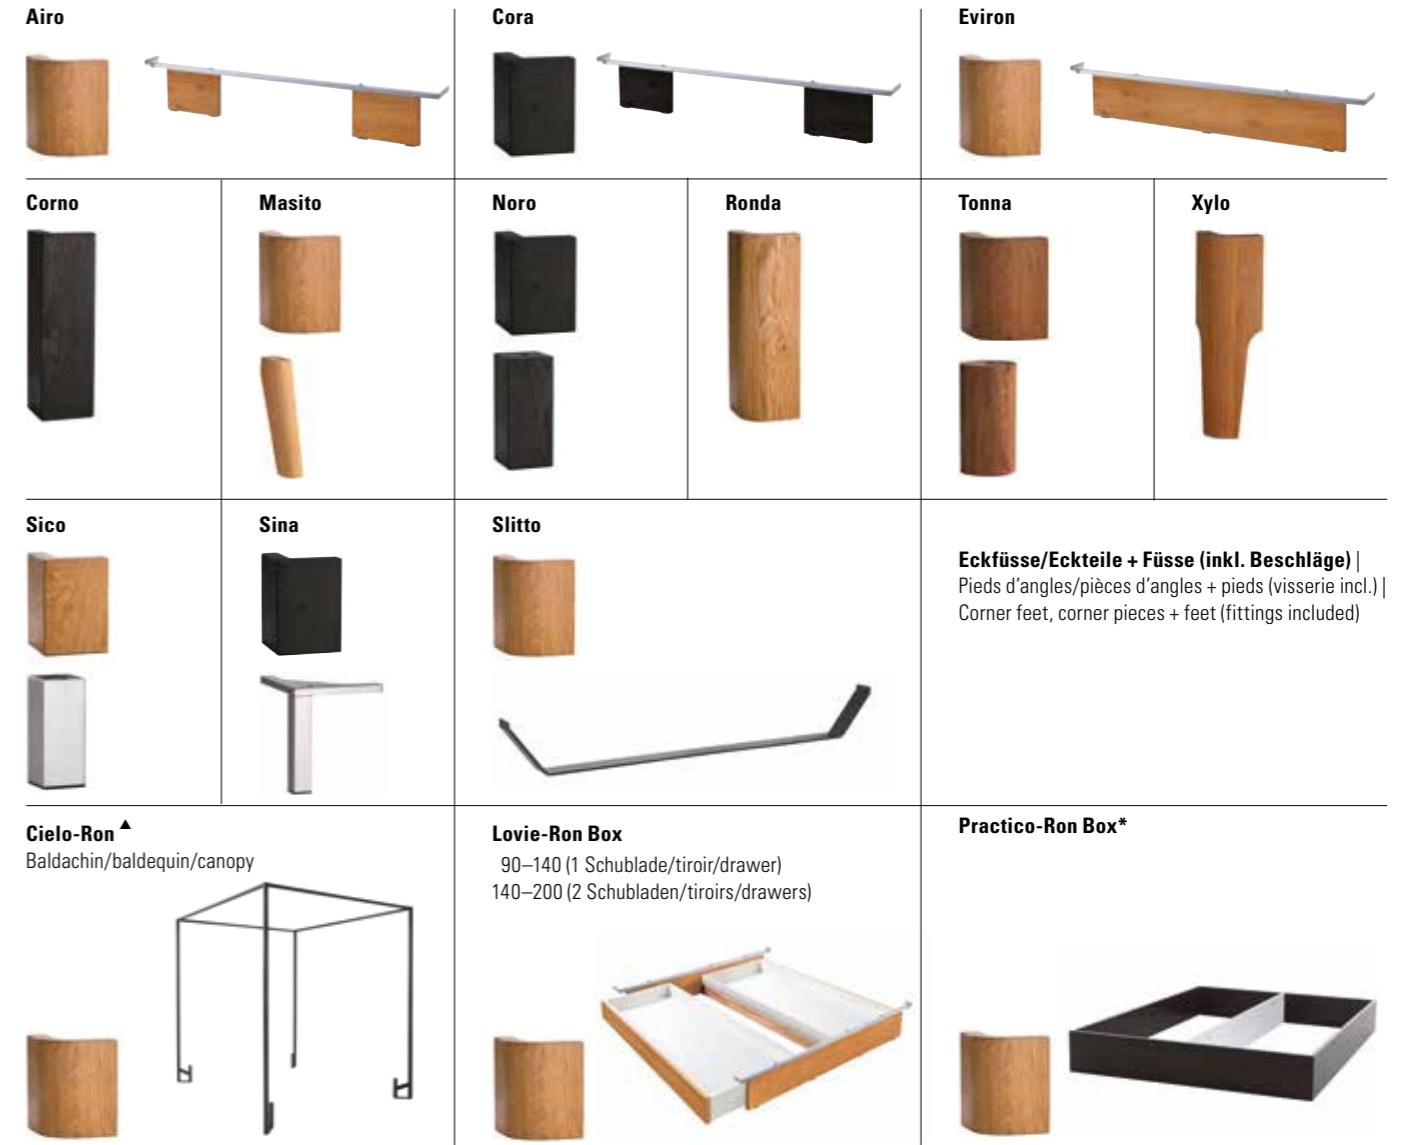 Airo
Cora
Eviron
Corno
Masito
Noro
Ronda
Tonna
Xylo
Sico
Sina
Slitto
Eckfüsse/Eckteile + Füsse (inkl. Beschläge) |
Pieds d'angles/pièces d'angles + pieds (visserie incl.) |
Corner feet, corner pieces + feet (fittings included)
Cielo-Ron ▲
Baldachin/baldequin/canopy
Lovie-Ron Box
90–140 (1 Schublade/tiroir/drawer)
140–200 (2 Schubladen/tiroirs/drawers)
Practico-Ron Box*